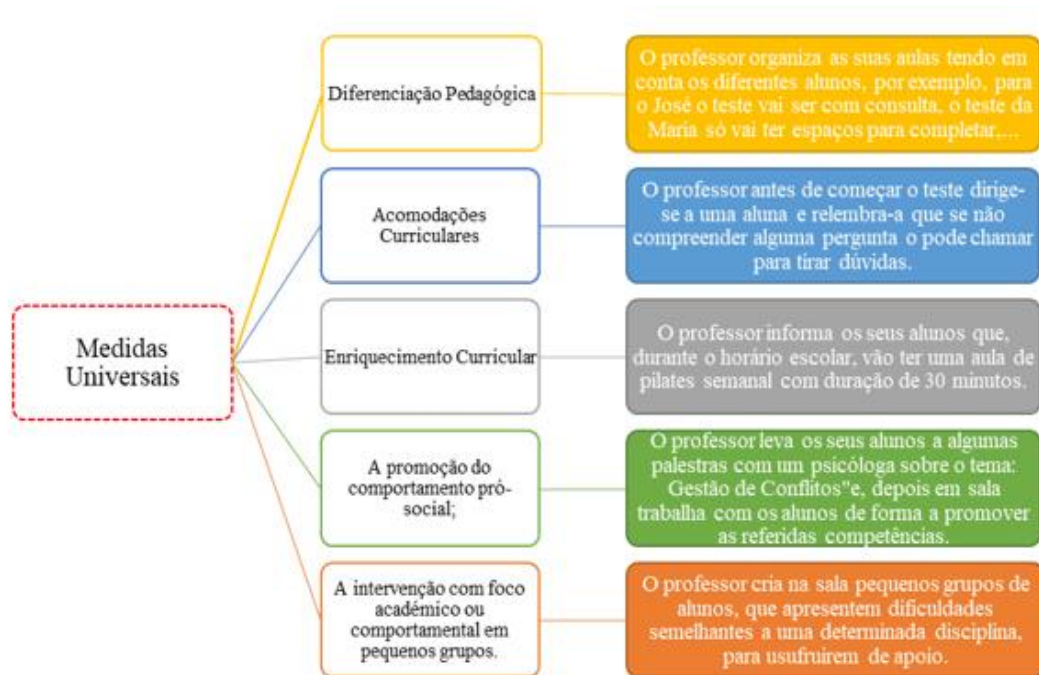 Medidas
Universais
Diferenciação Pedagógica
O professor organiza as suas aulas tendo em
conta os diferentes alunos, por exemplo, para
o José o teste vai ser com consulta, o teste da
Maria só vai ter espaços para completar,...
Acomodações
Curriculares
O professor antes de começar o teste dirige-
se a uma aluna e relembra-a que se não
compreender alguma pergunta o pode chamar
para tirar dúvidas.
Enriquecimento Curricular
O professor informa os seus alunos que,
durante o horário escolar, vão ter uma aula de
pilates semanal com duração de 30 minutos.
A promoção do
comportamento pró-
social;
O professor leva os seus alunos a algumas
palestras com um psicóloga sobre o tema:
Gestão de Conflitos"e, depois em sala
trabalha com os alunos de forma a promover
as referidas competências.
A intervenção com foco
académico ou
comportamental em
pequenos grupos.
O professor cria na sala pequenos grupos de
alunos, que apresentem dificuldades
semelhantes a uma determinada disciplina,
para usufruirem de apoio.